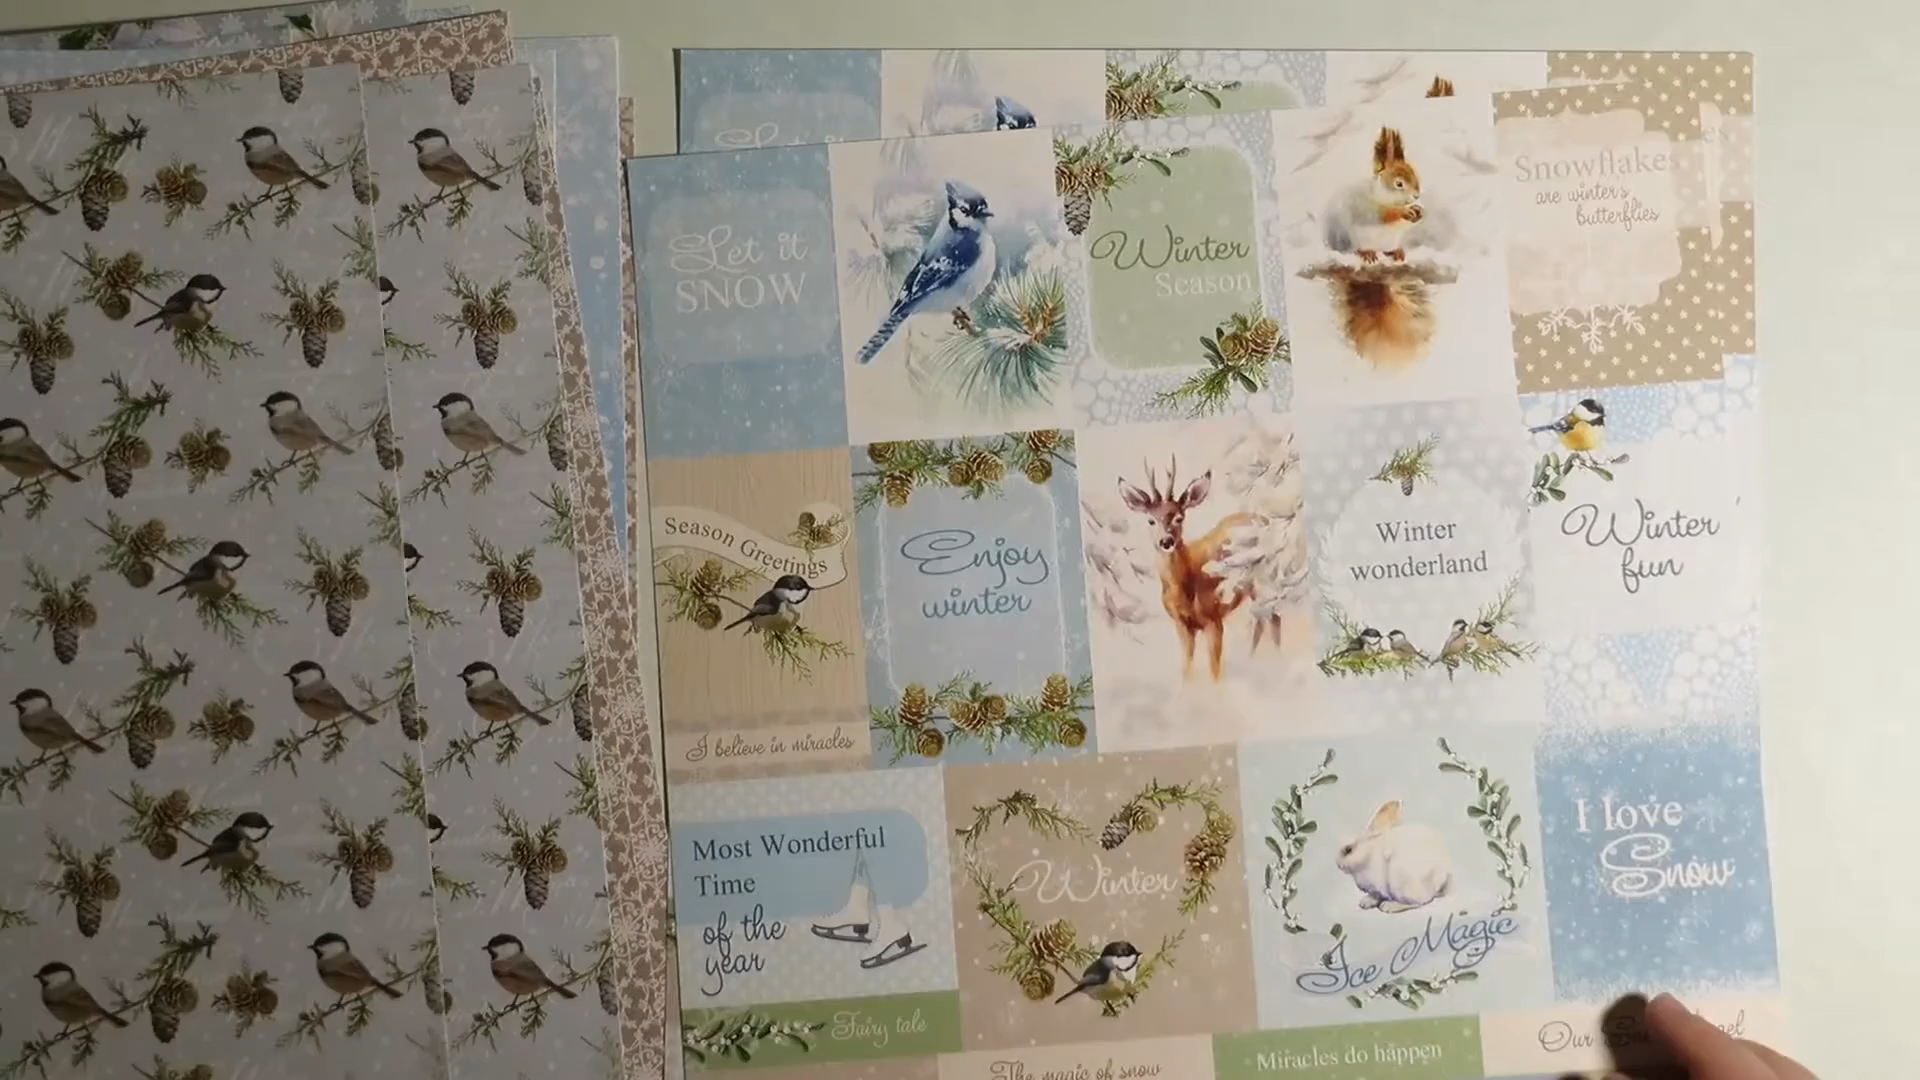 Let it
SNOW
Winter
Season
Snowflakes
are winter's
butterflies
Season Greetings
I believe in miracles
Enjoy
winter
Winter
wonderland
Winter
fun
Most Wonderful
Time
of the
year
Winter
Ice Magic
I love
Snow
Fairy tale
The magic of snow
Miracles do happen
Our